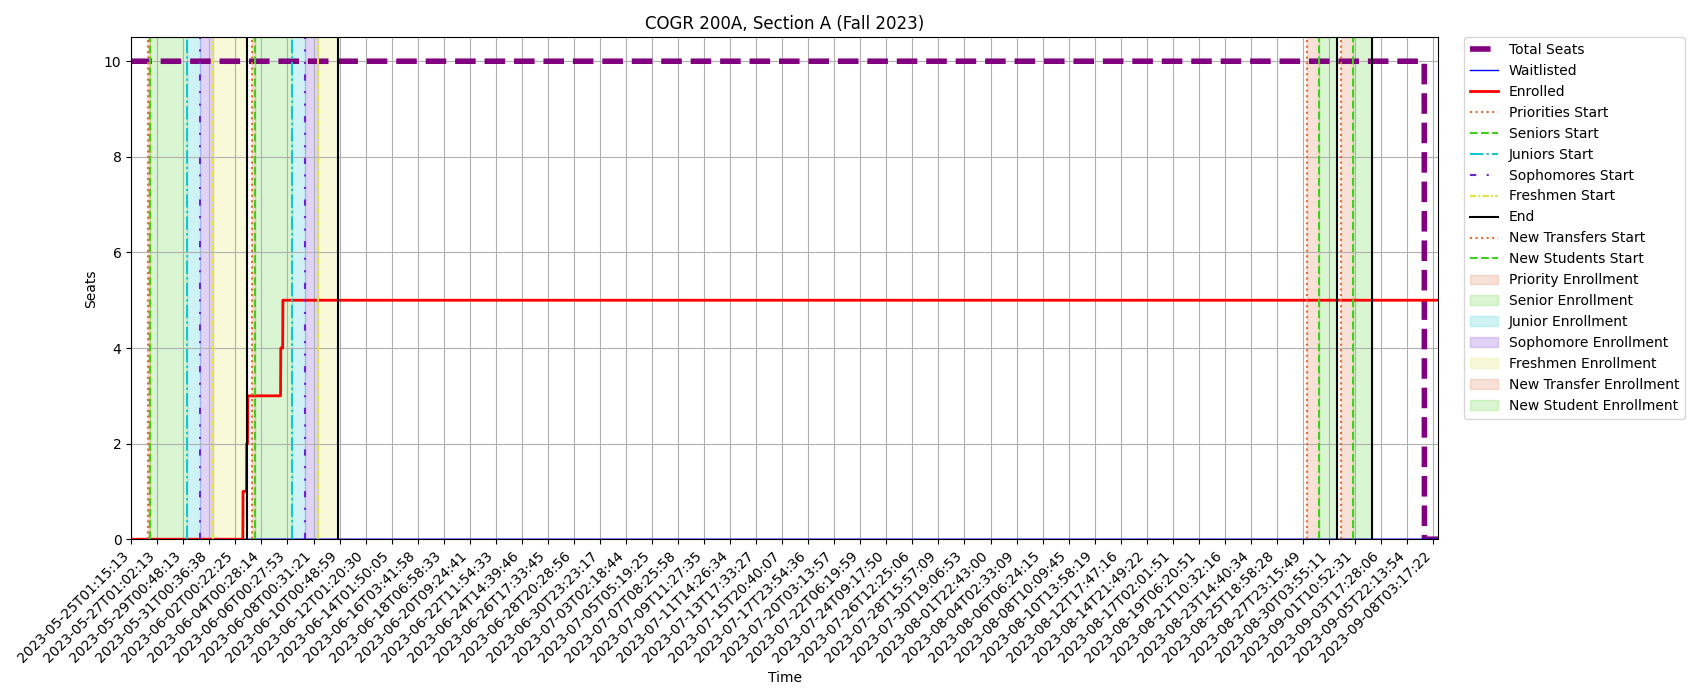 COGR 200A, Section A (Fall 2023)
Seats
10
8
6
4
2
0
2023-05-25T01:15:13
2023-05-27T01:02:13
2023-05-29T00:48:13
2023-05-31T00:36:38
2023-06-02T00:22:25
2023-06-04T00:28:14
2023-06-06T00:27:53
2023-06-08T00:31:21
2023-06-10T00:48:59
2023-06-12T01:20:30
2023-06-14T01:50:05
2023-06-16T03:41:58
2023-06-18T06:58:33
2023-06-20T09:24:41
2023-06-22T11:54:33
2023-06-24T14:39:46
2023-06-26T17:33:45
2023-06-28T20:28:56
2023-06-30T23:23:17
2023-07-03T02:18:44
2023-07-05T05:19:25
2023-07-07T08:25:58
2023-07-09T11:27:35
2023-07-11T14:26:34
2023-07-13T17:33:27
2023-07-15T20:40:07
2023-07-17T23:54:36
2023-07-20T03:13:57
2023-07-22T06:19:59
2023-07-24T09:17:50
2023-07-26T12:25:06
2023-07-28T15:57:09
2023-07-30T19:06:53
2023-08-01T22:43:00
2023-08-04T02:33:09
2023-08-06T06:24:15
2023-08-08T10:09:45
2023-08-10T13:58:19
2023-08-12T17:47:16
2023-08-14T21:49:22
2023-08-17T02:01:51
2023-08-19T06:20:51
2023-08-21T10:32:16
2023-08-23T14:40:34
2023-08-25T18:58:28
2023-08-27T23:15:49
2023-08-30T03:55:11
2023-09-01T10:52:31
2023-09-03T17:28:06
2023-09-05T22:13:54
2023-09-08T03:17:22
Time
Total Seats
Waitlisted
Enrolled
Priorities Start
Seniors Start
Juniors Start
Sophomores Start
Freshmen Start
End
New Transfers Start
New Students Start
Priority Enrollment
Senior Enrollment
Junior Enrollment
Sophomore Enrollment
Freshmen Enrollment
New Transfer Enrollment
New Student Enrollment